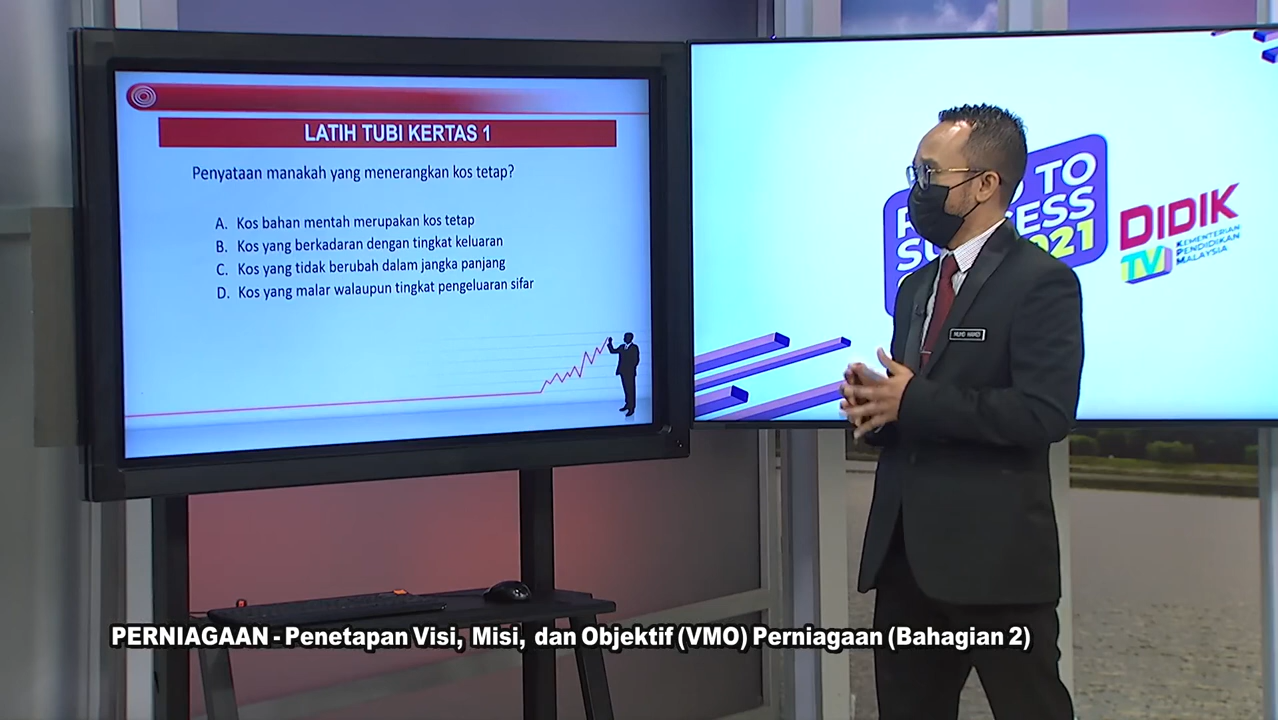 LATIH TUBI KERTAS 1
Penyataan manakah yang menerangkan kos tetap?
A. Kos bahan mentah merupakan kos tetap
B. Kos yang berkadaran dengan tingkat keluaran
C. Kos yang tidak berubah dalam jangka panjang
D. Kos yang malar walaupun tingkat pengeluaran sifar
TO
DIDIK
TV
KEMENTERIAN
PENDIDIKAN
MALAYSIA
PERNIAGAAN - Penetapan Visi, Misi, dan Objektif (VMO) Perniagaan (Bahagian 2)